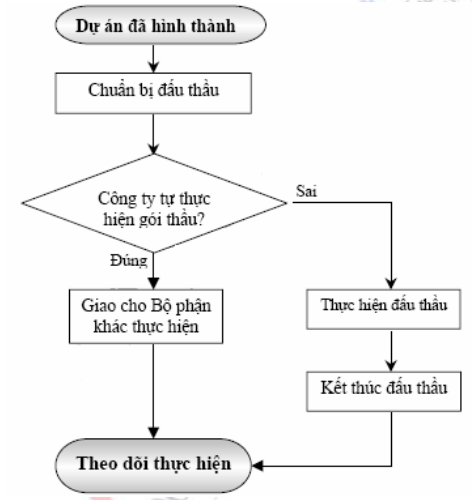 Dự án đã hình thành
Chuẩn bị đấu thầu
Công ty tự thực
hiện gói thầu?
Sai
Đúng
Giao cho Bộ phận
khác thực hiện
Thực hiện đấu thầu
Kết thúc đấu thầu
Theo dõi thực hiện